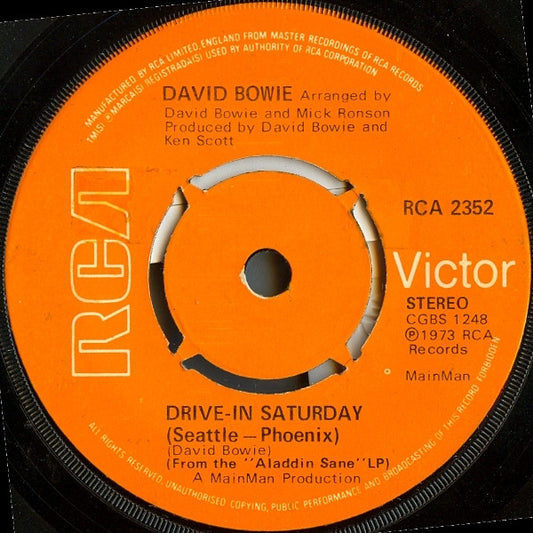 MANUFACTURED BY RCA LIMITED, ENGLAND FROM MASTER RECORDINGS OF RCA RECORDS
TM(S) ® MARCA(S) REGISTRADA(S) USED BY AUTHORITY OF RCA CORPORATION
DAVID BOWIE Arranged by
David Bowie and Mick Ronson
Produced by David Bowie and
Ken Scott
RCA
RCA 2352
Victor
STEREO
CGBS 1248
℗ 1973 RCA
Records
MainMan
DRIVE-IN SATURDAY
(Seattle – Phoenix)
(David Bowie)
(From the "Aladdin Sane" LP)
A MainMan Production
ALL RIGHTS RESERVED. UNAUTHORISED COPYING, PUBLIC PERFORMANCE AND BROADCASTING OF THIS RECORD FORBIDDEN